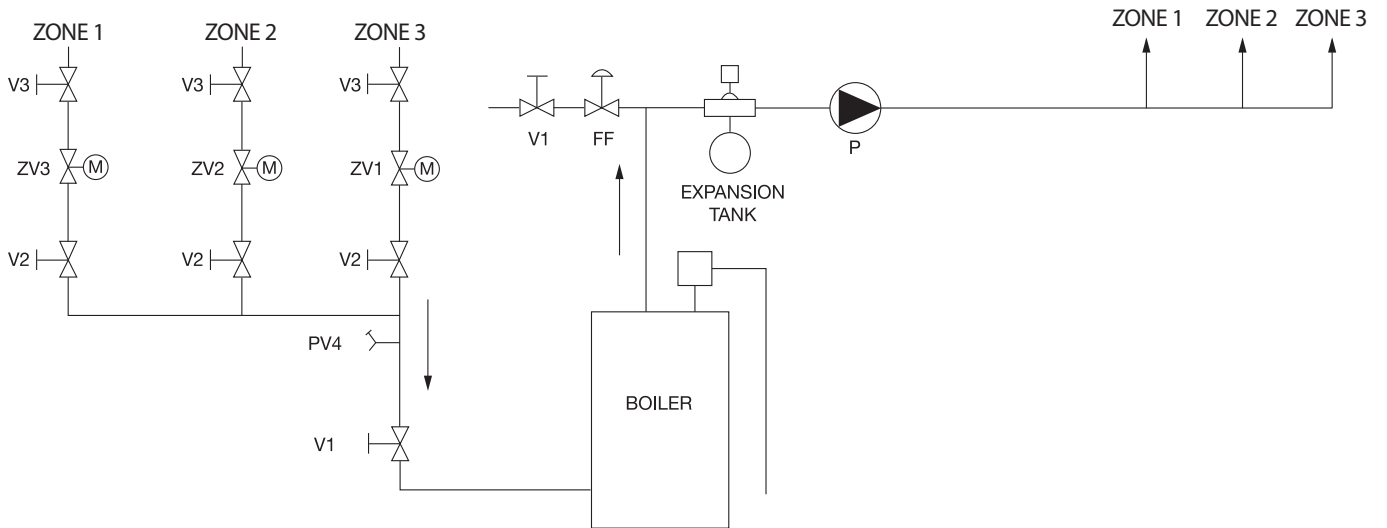 ZONE 1 ZONE 2 ZONE 3
ZONE 1 ZONE 2 ZONE 3
V3 V3 V3
V1 FF P
ZV3 M ZV2 M ZV1 M
EXPANSION
TANK
V2 V2 V2
PV4
BOILER
V1